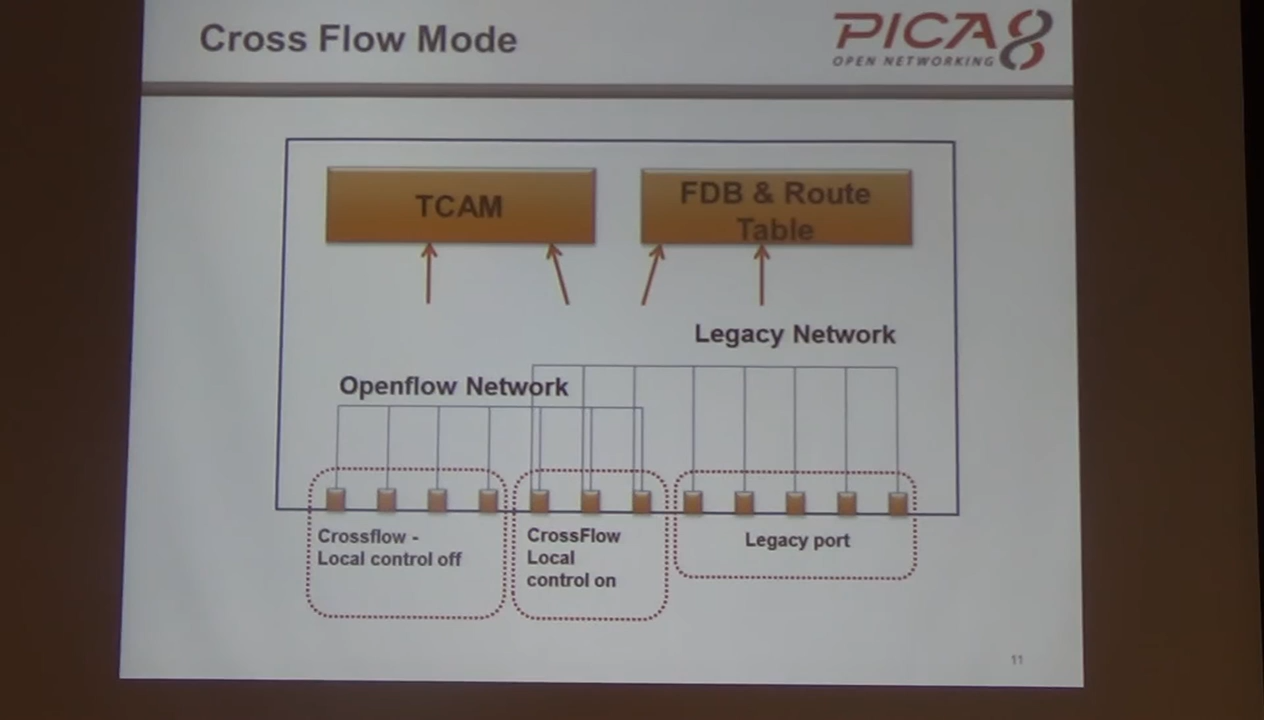 Cross Flow Mode
PICA8
OPEN NETWORKING
TCAM
FDB & Route
Table
Legacy Network
Openflow Network
Crossflow -
Local control off
CrossFlow
Local
control on
Legacy port
11